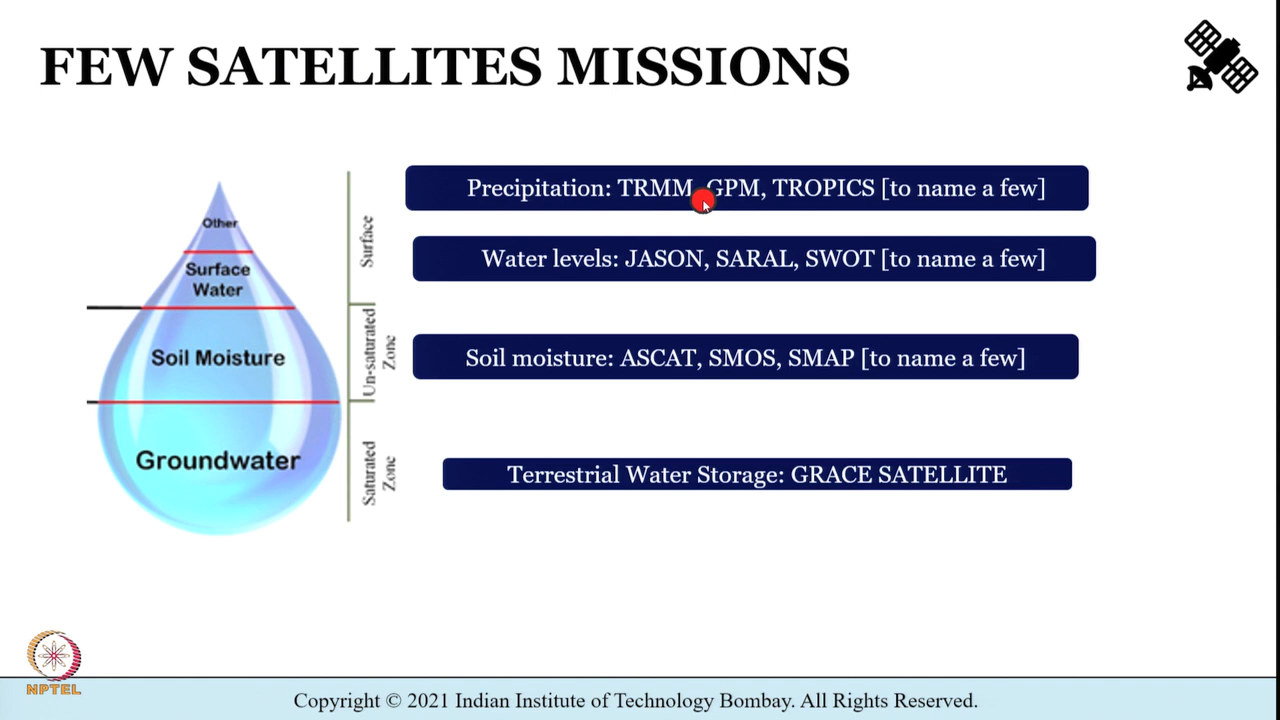 FEW SATELLITES MISSIONS
Other
Surface
Water
Soil Moisture
Groundwater
Surface
Un-saturated
Zone
Saturated
Zone
Precipitation: TRMM, GPM, TROPICS [to name a few]
Water levels: JASON, SARAL, SWOT [to name a few]
Soil moisture: ASCAT, SMOS, SMAP [to name a few]
Terrestrial Water Storage: GRACE SATELLITE
NPTEL
Copyright © 2021 Indian Institute of Technology Bombay. All Rights Reserved.